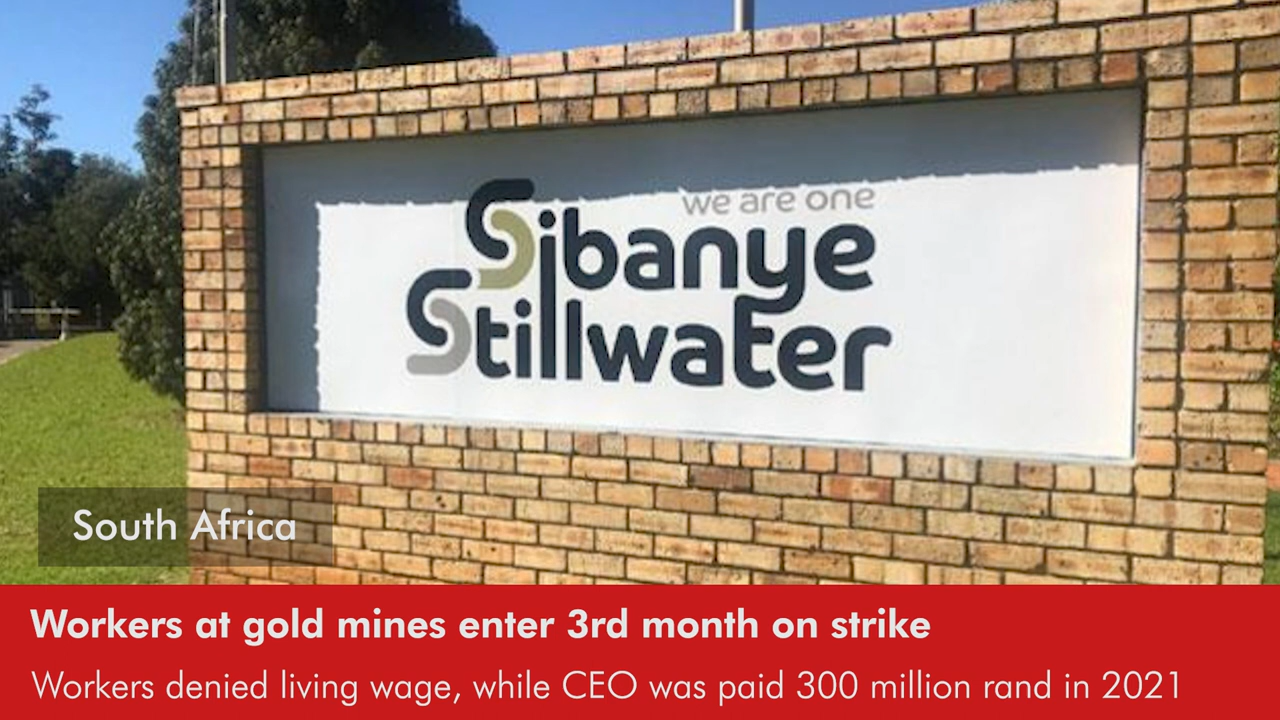 we are one
Sibanye
Stillwater
South Africa
Workers at gold mines enter 3rd month on strike
Workers denied living wage, while CEO was paid 300 million rand in 2021